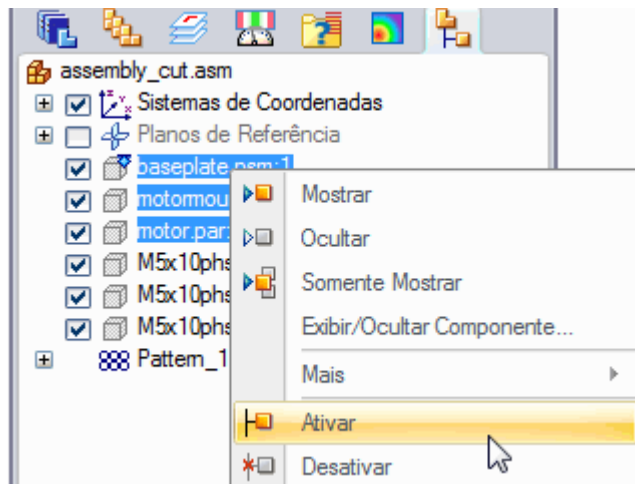 assembly_cut.asm
Sistemas de Coordenadas
Planos de Referência
baseplate.psm:1
motormou
Mostrar
motor.par:
Ocultar
M5x10phs
Somente Mostrar
M5x10phs
Exibir/Ocultar Componente...
M5x10phs
Pattern_1
Mais
Ativar
Desativar